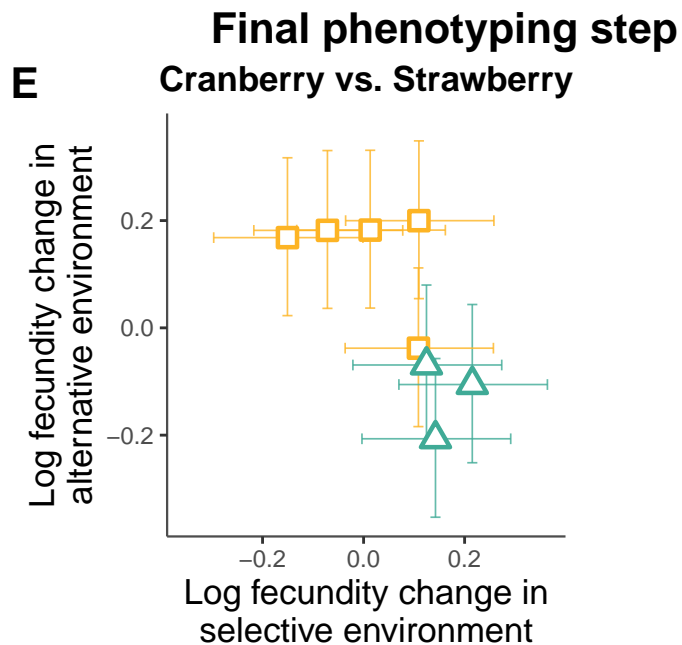 Final phenotyping step
E
Cranberry vs. Strawberry
Log fecundity change in
alternative environment
0.2
0.0
−0.2
−0.2
0.0
0.2
Log fecundity change in
selective environment